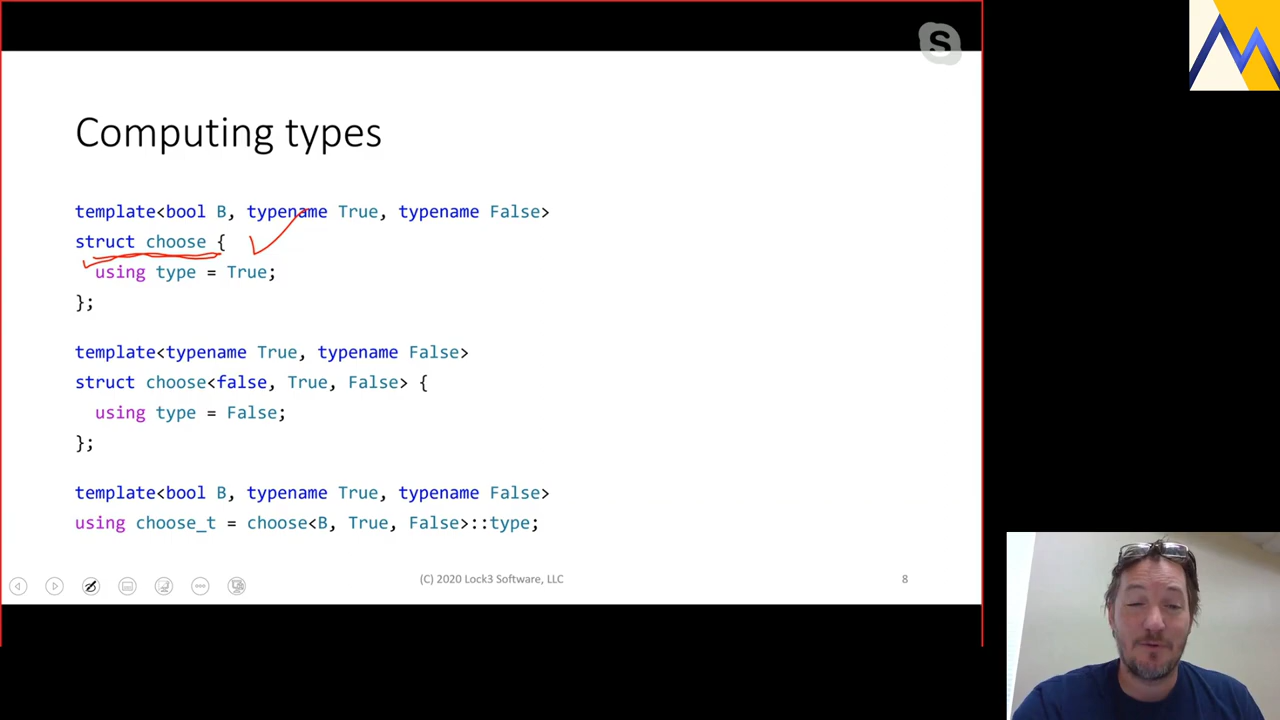 S
Computing types
template<bool B, typename True, typename False>
struct choose {
using type = True;
};
template<typename True, typename False>
struct choose<false, True, False> {
using type = False;
};
template<bool B, typename True, typename False>
using choose_t = choose<B, True, False>::type;
(C) 2020 Lock3 Software, LLC
8